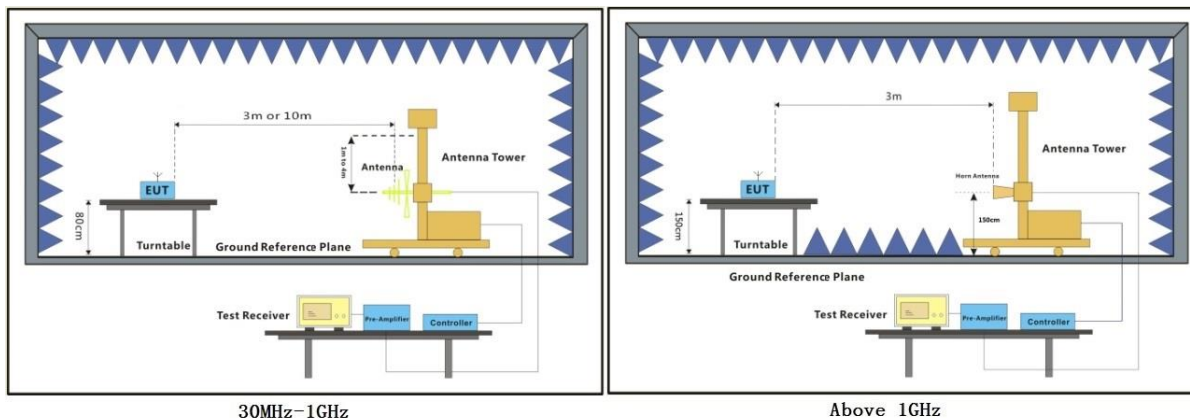 3m or 10m
1m to 4m
Antenna
Antenna Tower
EUT
80cm
Turntable
Ground Reference Plane
Test Receiver
Pre-Amplifier
Controller
30MHz-1GHz
3m
Antenna Tower
Horn Antenna
EUT
150cm
150cm
Turntable
Ground Reference Plane
Test Receiver
Pre-Amplifier
Controller
Above 1GHz